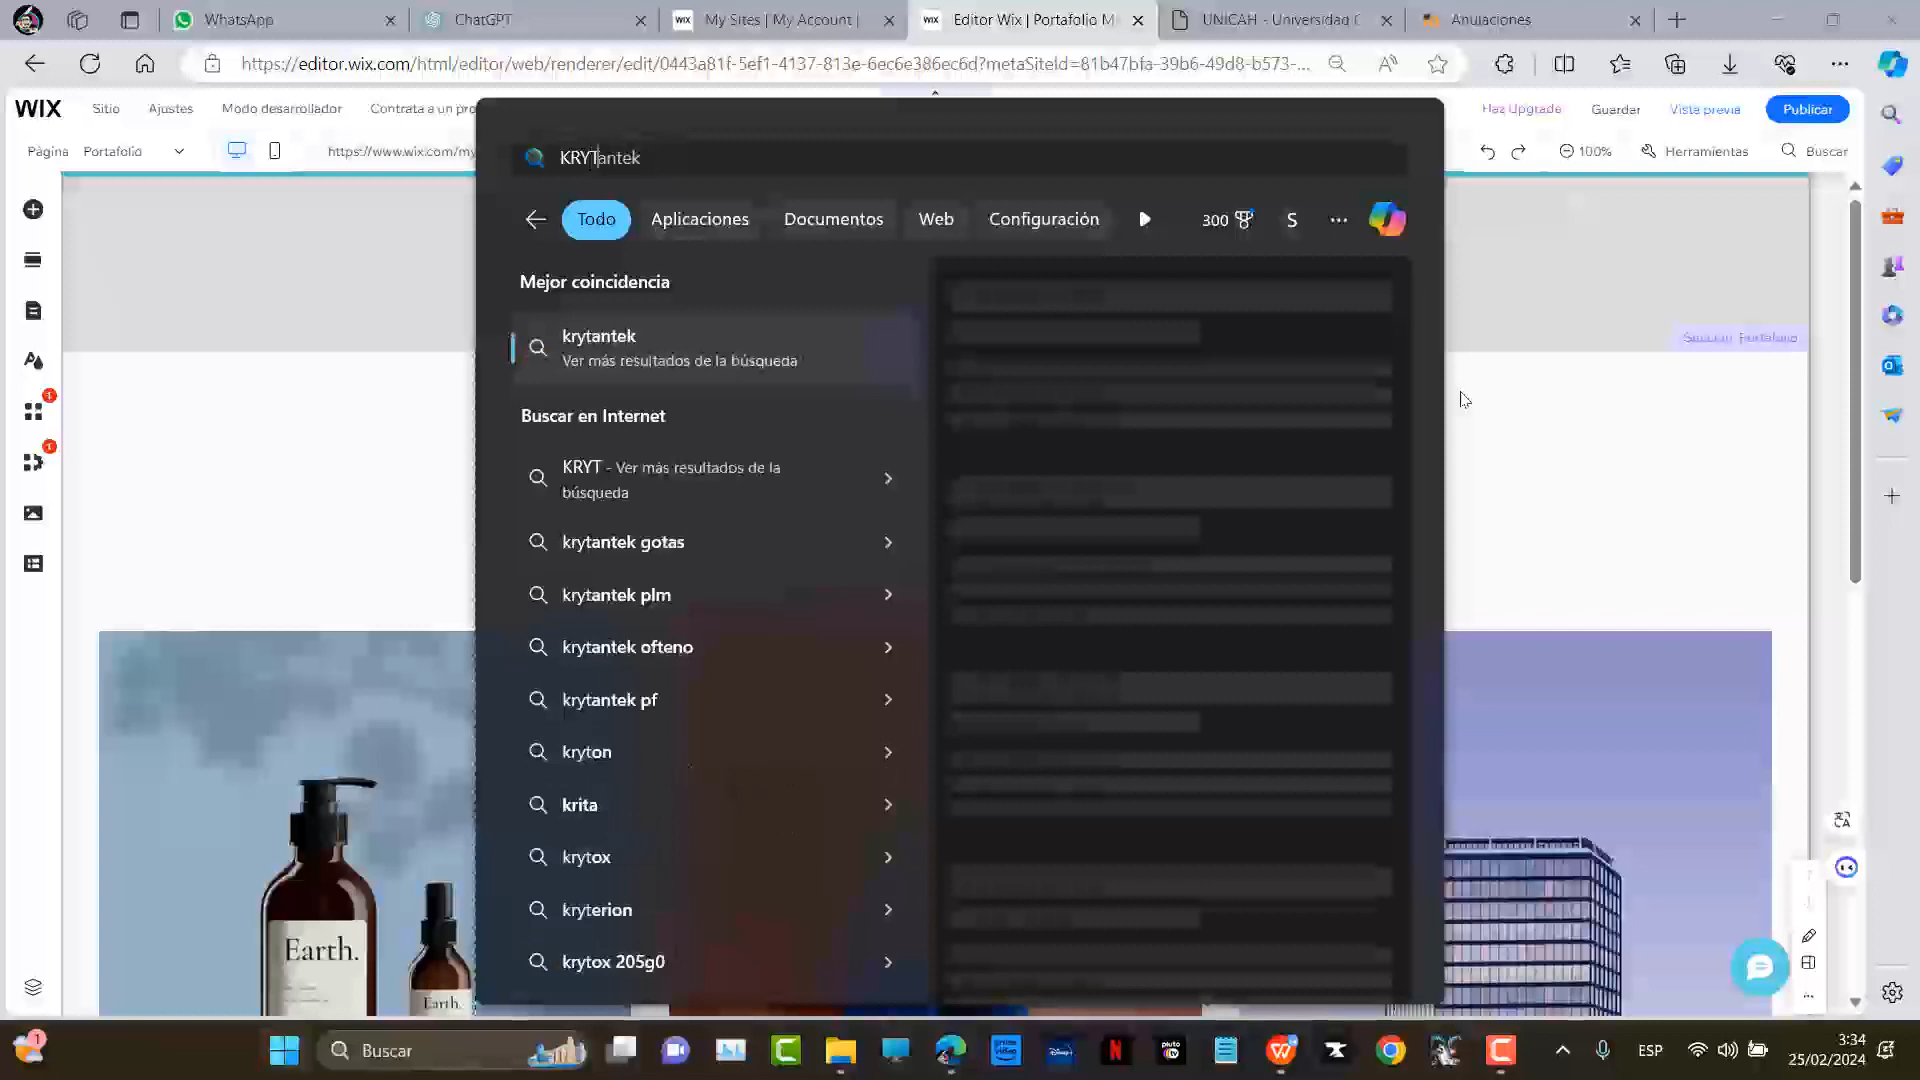 WhatsApp
ChatGPT
My Sites | My Account |
Editor Wix | Portafolio M
UNICAH - Universidad C
Anulaciones
https://editor.wix.com/html/editor/web/renderer/edit/0443a81f-5ef1-4137-813e-6ec6e386ec6d?metaSiteId=81b47bfa-39b6-49d8-b573-...
WIX
Sitio
Ajustes
Modo desarrollador
Contrata a un pro
Haz Upgrade
Guardar
Vista previa
Publicar
Página
Portafolio
https://www.wix.com/my
100%
Herramientas
Buscar
KRYTantek
Todo
Aplicaciones
Documentos
Web
Configuración
300
S
Mejor coincidencia
krytantek
Ver más resultados de la búsqueda
Sección: Portafolio
Buscar en Internet
KRYT - Ver más resultados de la
búsqueda
krytantek gotas
krytantek plm
krytantek ofteno
krytantek pf
kryton
krita
krytox
kryterion
krytox 205g0
Earth.
Earth.
1
Buscar
ESP
3:34
25/02/2024